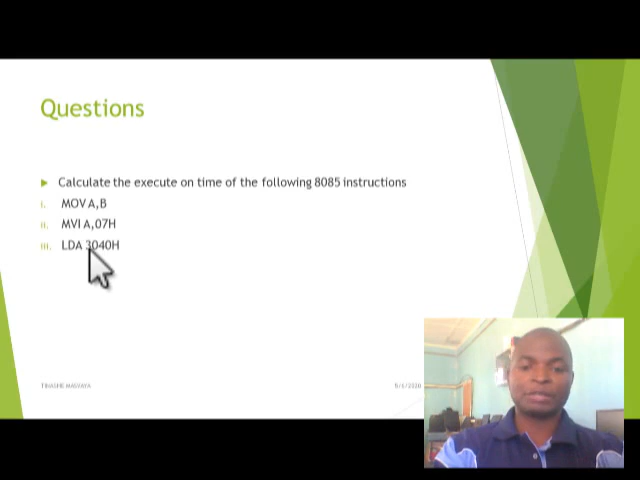 Questions
Calculate the execute on time of the following 8085 instructions
i. MOV A,B
ii. MVI A,07H
iii. LDA 3040H
TINASHE MASVAYA